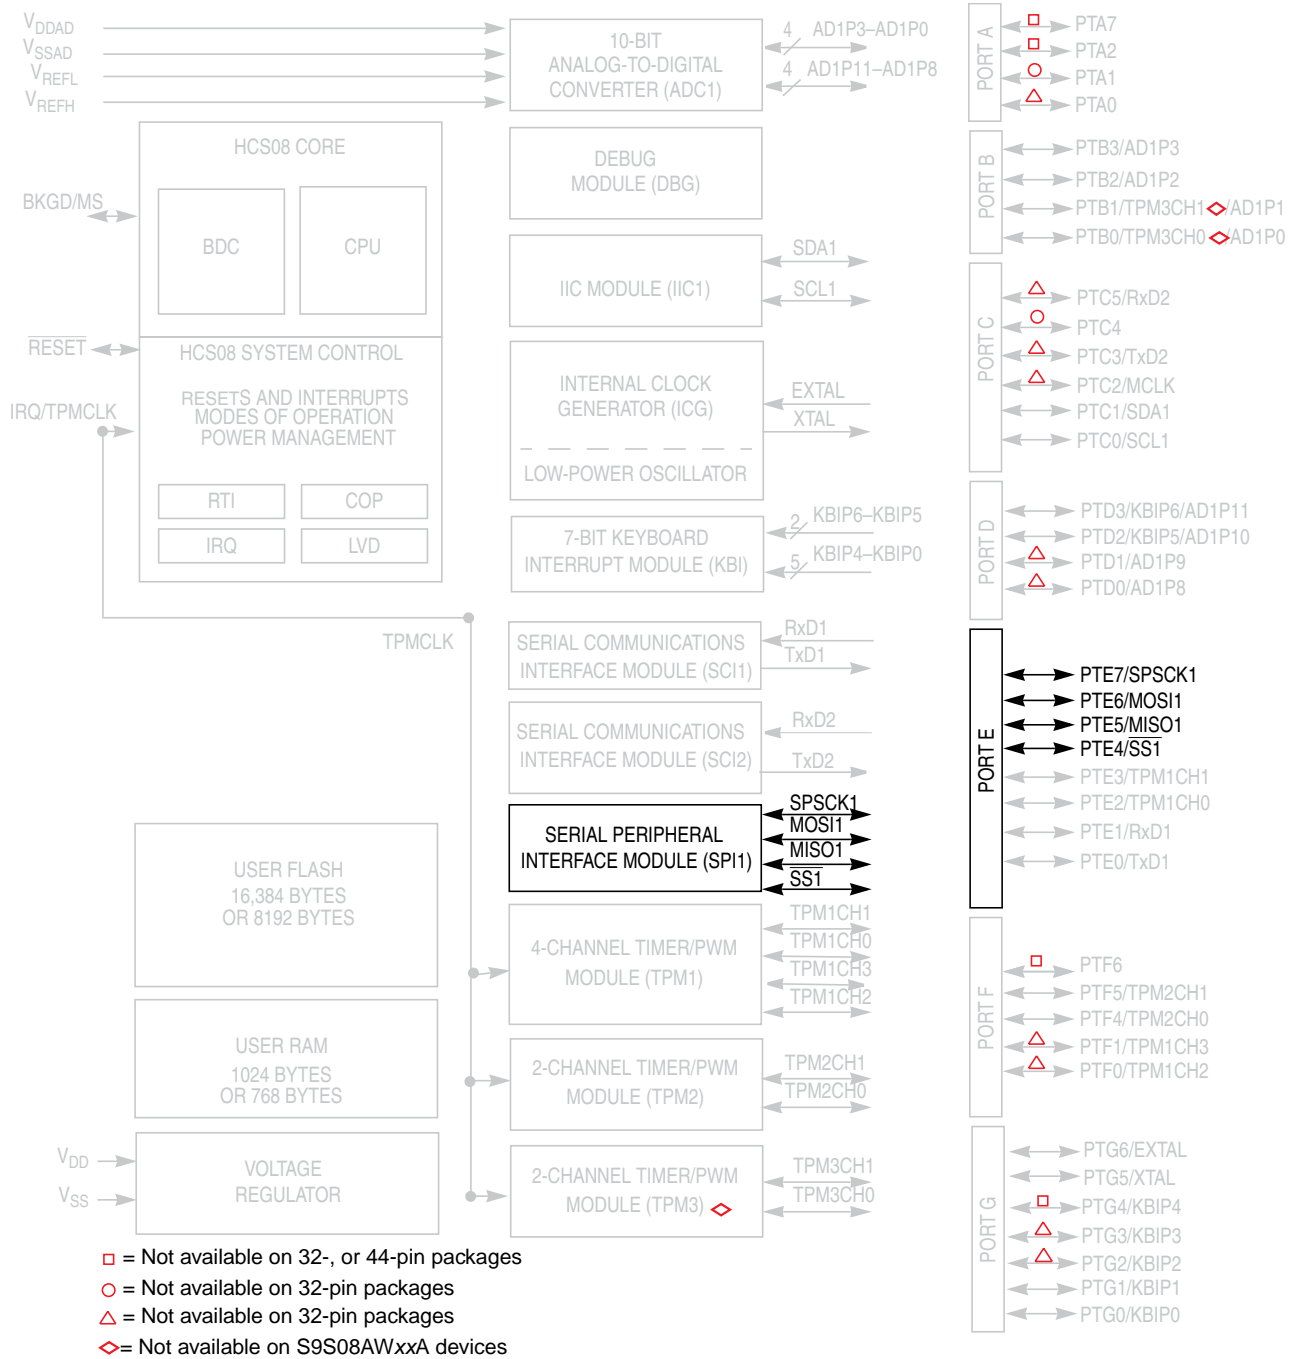 VDDAD
VSSAD
VREFL
VREFH
10-BIT
ANALOG-TO-DIGITAL
CONVERTER (ADC1)
4 AD1P3–AD1P0
4 AD1P11–AD1P8
HCS08 CORE
BDC
CPU
BKGD/MS
DEBUG
MODULE (DBG)
IIC MODULE (IIC1)
SDA1
SCL1
RESET
HCS08 SYSTEM CONTROL
RESETS AND INTERRUPTS
MODES OF OPERATION
POWER MANAGEMENT
IRQ/TPMCLK
RTI
COP
IRQ
LVD
INTERNAL CLOCK
GENERATOR (ICG)
LOW-POWER OSCILLATOR
EXTAL
XTAL
7-BIT KEYBOARD
INTERRUPT MODULE (KBI)
2 KBIP6–KBIP5
5 KBIP4–KBIP0
TPMCLK
SERIAL COMMUNICATIONS
INTERFACE MODULE (SCI1)
RxD1
TxD1
SERIAL COMMUNICATIONS
INTERFACE MODULE (SCI2)
RxD2
TxD2
SERIAL PERIPHERAL
INTERFACE MODULE (SPI1)
SPSCK1
MOSI1
MISO1
SS1
USER FLASH
16,384 BYTES
OR 8192 BYTES
4-CHANNEL TIMER/PWM
MODULE (TPM1)
TPM1CH1
TPM1CH0
TPM1CH3
TPM1CH2
USER RAM
1024 BYTES
OR 768 BYTES
2-CHANNEL TIMER/PWM
MODULE (TPM2)
TPM2CH1
TPM2CH0
VDD
VSS
VOLTAGE
REGULATOR
2-CHANNEL TIMER/PWM
MODULE (TPM3)
TPM3CH1
TPM3CH0
PORT A
PTA7
PTA2
PTA1
PTA0
PORT B
PTB3/AD1P3
PTB2/AD1P2
PTB1/TPM3CH1 /AD1P1
PTB0/TPM3CH0 /AD1P0
PORT C
PTC5/RxD2
PTC4
PTC3/TxD2
PTC2/MCLK
PTC1/SDA1
PTC0/SCL1
PORT D
PTD3/KBIP6/AD1P11
PTD2/KBIP5/AD1P10
PTD1/AD1P9
PTD0/AD1P8
PORT E
PTE7/SPSCK1
PTE6/MOSI1
PTE5/MISO1
PTE4/SS1
PTE3/TPM1CH1
PTE2/TPM1CH0
PTE1/RxD1
PTE0/TxD1
PORT F
PTF6
PTF5/TPM2CH1
PTF4/TPM2CH0
PTF1/TPM1CH3
PTF0/TPM1CH2
PORT G
PTG6/EXTAL
PTG5/XTAL
PTG4/KBIP4
PTG3/KBIP3
PTG2/KBIP2
PTG1/KBIP1
PTG0/KBIP0
= Not available on 32-, or 44-pin packages
= Not available on 32-pin packages
= Not available on 32-pin packages
= Not available on S9S08AWxxA devices